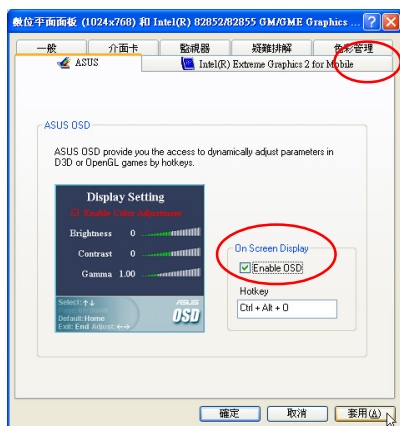 數位平面面板 (1024x768) 和 Intel(R) 82852/82855 GM/GME Graphics ...
一般 介面卡 監視器 疑難排解 色彩管理
ASUS Intel(R) Extreme Graphics 2 for Mobile
ASUS OSD
ASUS OSD provide you the access to dynamically adjust parameters in
D3D or OpenGL games by hotkeys.
Display Setting
Enable Color Adjustment
Brightness 0
Contrast 0
Gamma 1.00
Select:↑↓
Default:Home
Exit: End Adjust:←→
ASUS
OSD
On Screen Display
Enable OSD
Hotkey
Ctrl + Alt + O
確定 取消 套用(A)